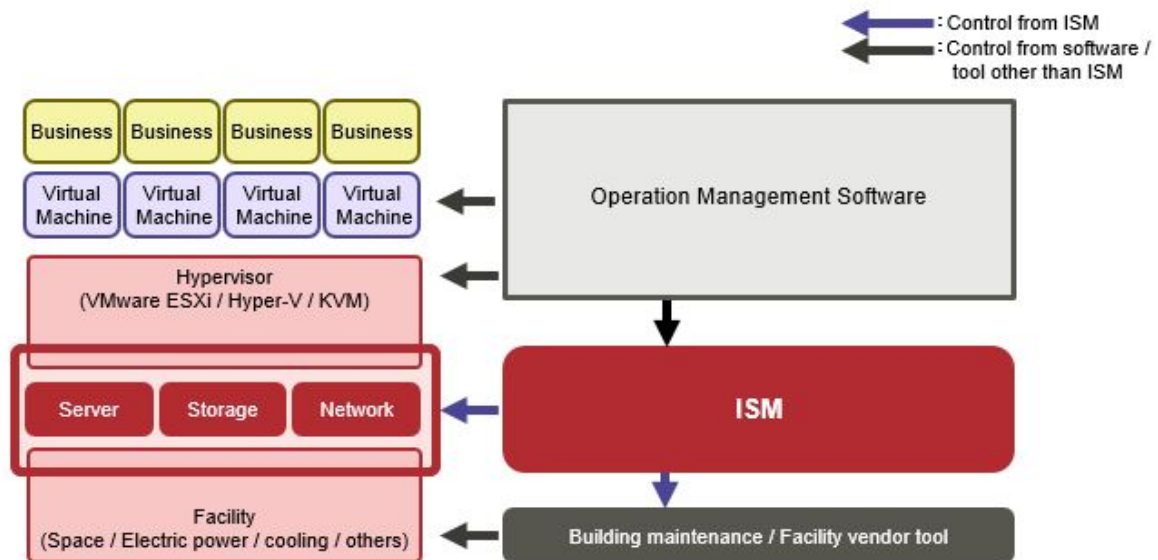 : Control from ISM
: Control from software /
tool other than ISM
Business Business Business Business
Virtual Machine Virtual Machine Virtual Machine Virtual Machine
Operation Management Software
Hypervisor
(VMware ESXi / Hyper-V / KVM)
Server Storage Network
ISM
Facility
(Space / Electric power / cooling / others)
Building maintenance / Facility vendor tool